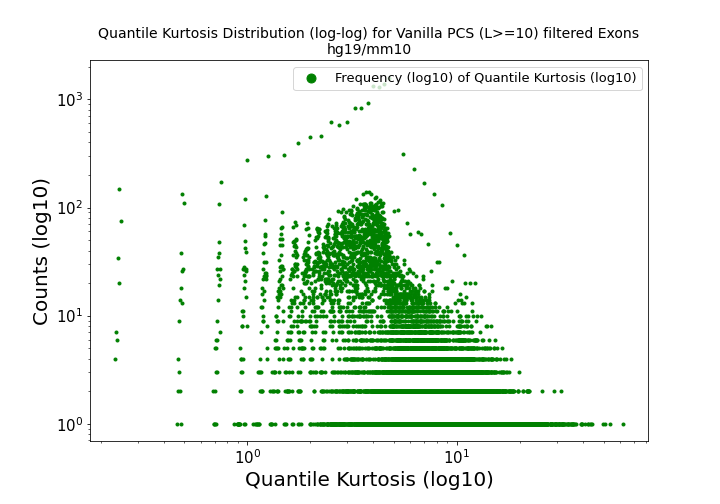 Quantile Kurtosis Distribution (log-log) for Vanilla PCS (L>=10) filtered Exons
hg19/mm10
Frequency (log10) of Quantile Kurtosis (log10)
10³
10²
10¹
10⁰
Counts (log10)
10⁰ 10¹
Quantile Kurtosis (log10)